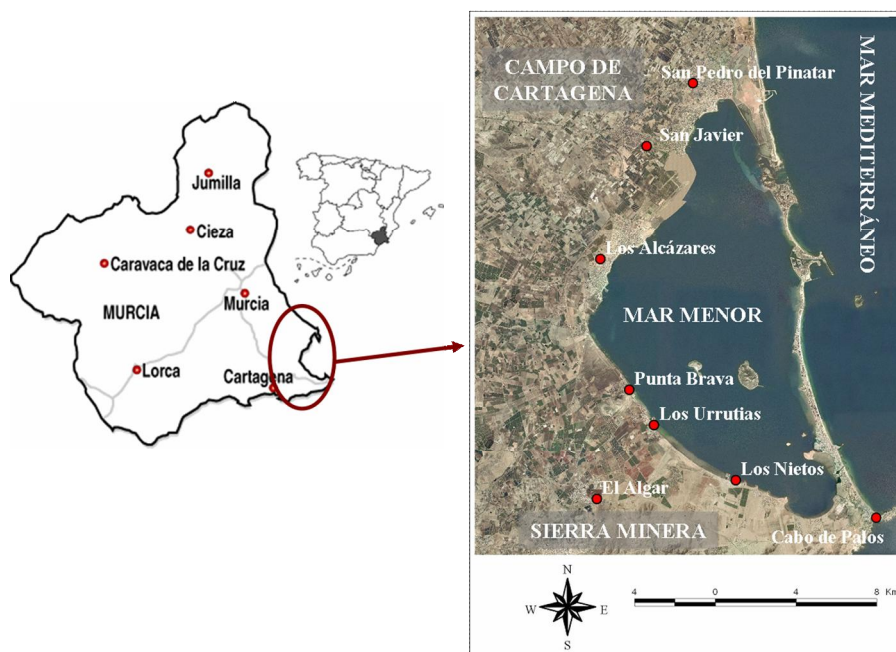 Jumilla
Cieza
Caravaca de la Cruz
Murcia
MURCIA
Lorca
Cartagena
CAMPO DE
CARTAGENA
San Pedro del Pinatar
San Javier
MAR MEDITERRÁNEO
Los Alcázares
MAR MENOR
Punta Brava
Los Urrutias
Los Nietos
El Algar
SIERRA MINERA
Cabo de Palos
N
W E
S
4 0 4 8 Km